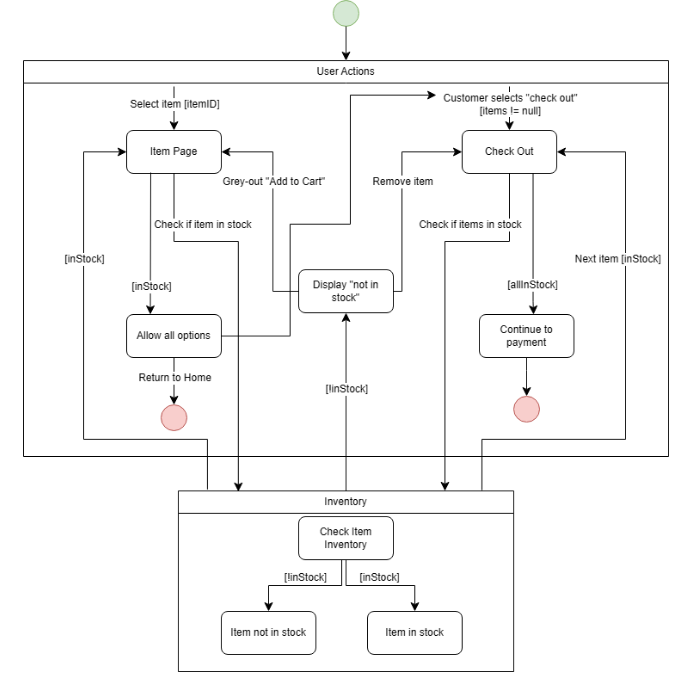 User Actions
Select item [itemID]
Customer selects "check out"
[items != null]
Item Page
Check Out
Grey-out "Add to Cart"
Remove item
Check if item in stock
Check if items in stock
[inStock]
Next item [inStock]
[inStock]
Display "not in
stock"
[allInStock]
Allow all options
Continue to
payment
Return to Home
[!inStock]
Inventory
Check Item
Inventory
[!inStock]
[inStock]
Item not in stock
Item in stock